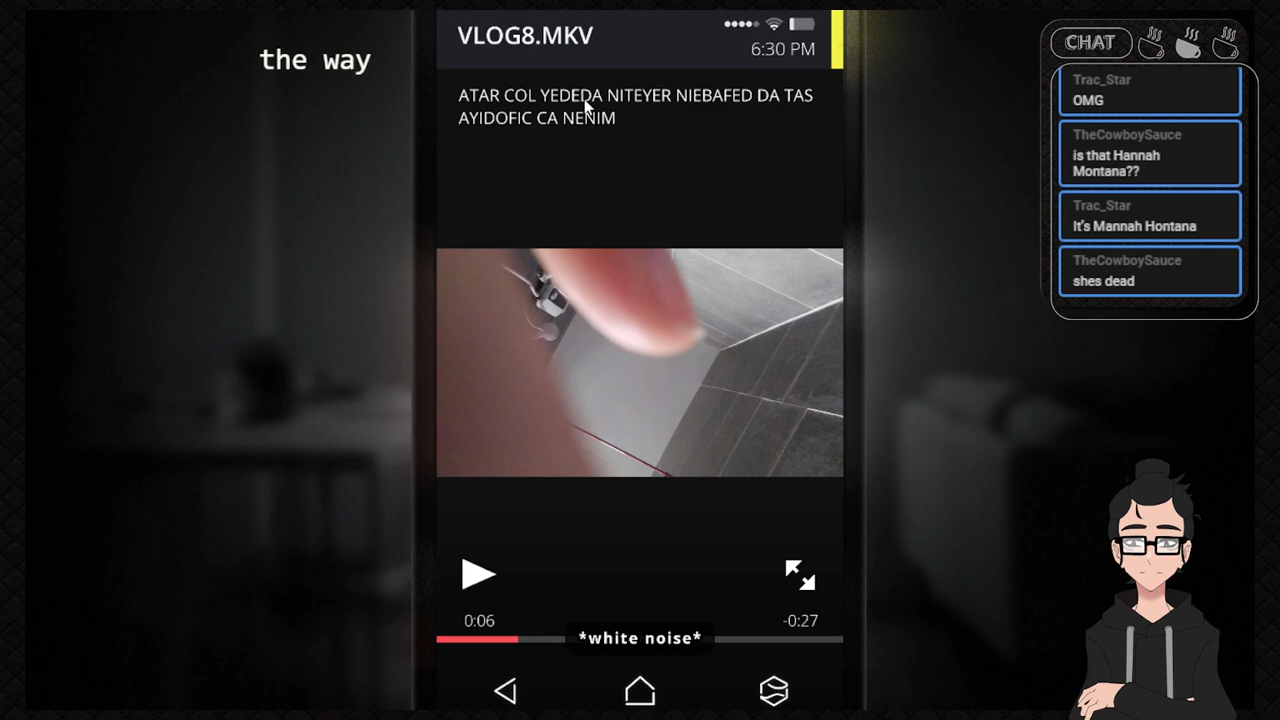 the way
VLOG8.MKV
6:30 PM
ATAR COL YEDEDA NITEYER NIEBAFED DA TAS
AYIDOFIC CA NENIM
0:06
-0:27
*white noise*
CHAT
Trac_Star
OMG
TheCowboySauce
is that Hannah
Montana??
Trac_Star
It's Mannah Hontana
TheCowboySauce
shes dead